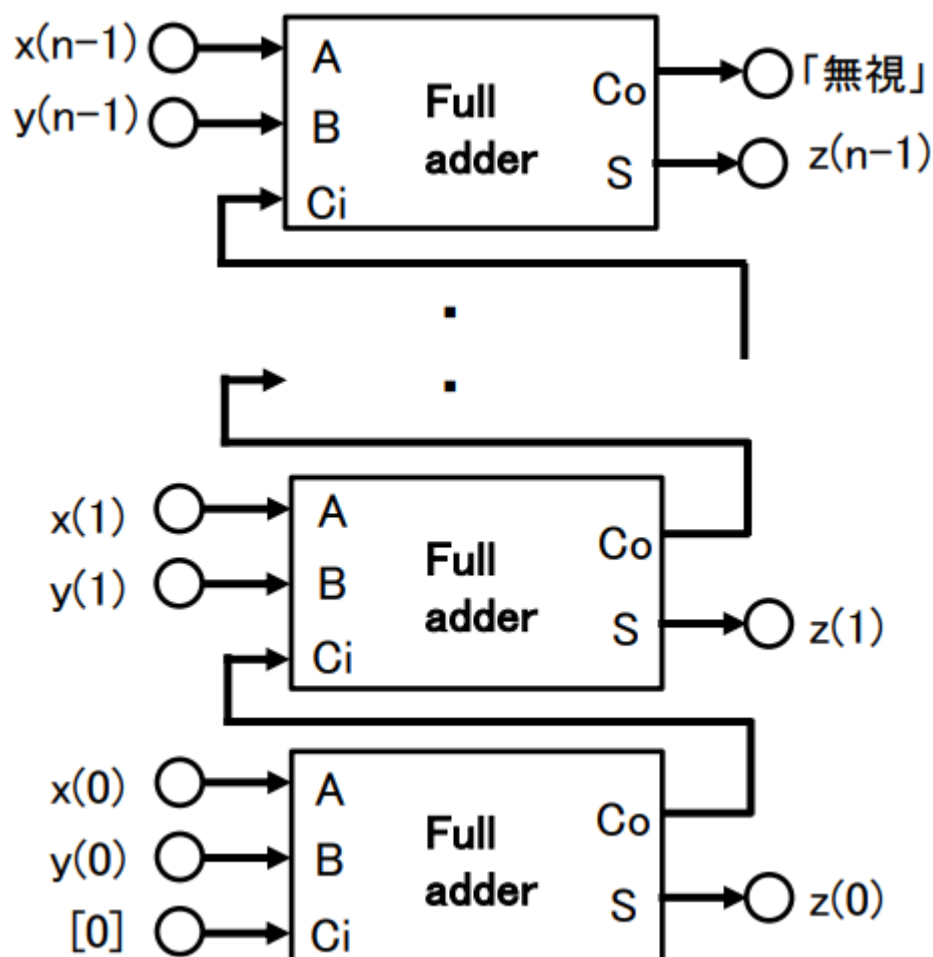 x(n-1)
y(n-1)
A
B
Ci
Full
adder
Co
S
「無視」
z(n-1)
x(1)
y(1)
A
B
Ci
Full
adder
Co
S
z(1)
x(0)
y(0)
[0]
A
B
Ci
Full
adder
Co
S
z(0)